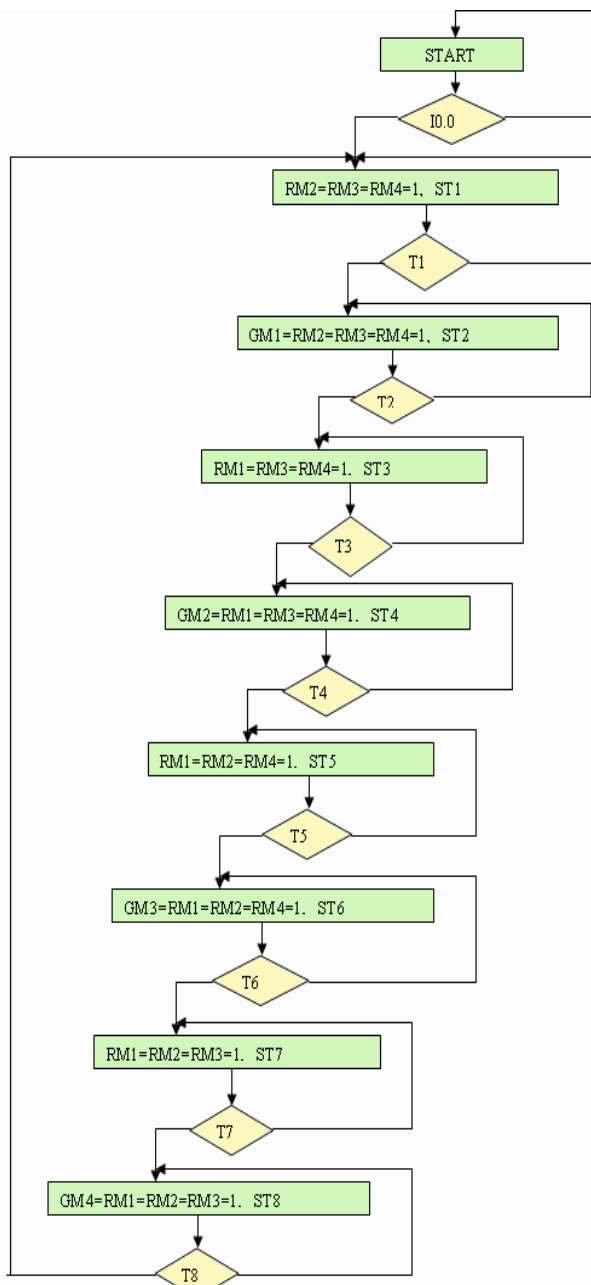 START
I0.0
RM2=RM3=RM4=1, ST1
T1
GM1=RM2=RM3=RM4=1, ST2
T2
RM1=RM3=RM4=1. ST3
T3
GM2=RM1=RM3=RM4=1. ST4
T4
RM1=RM2=RM4=1. ST5
T5
GM3=RM1=RM2=RM4=1. ST6
T6
RM1=RM2=RM3=1. ST7
T7
GM4=RM1=RM2=RM3=1. ST8
T8